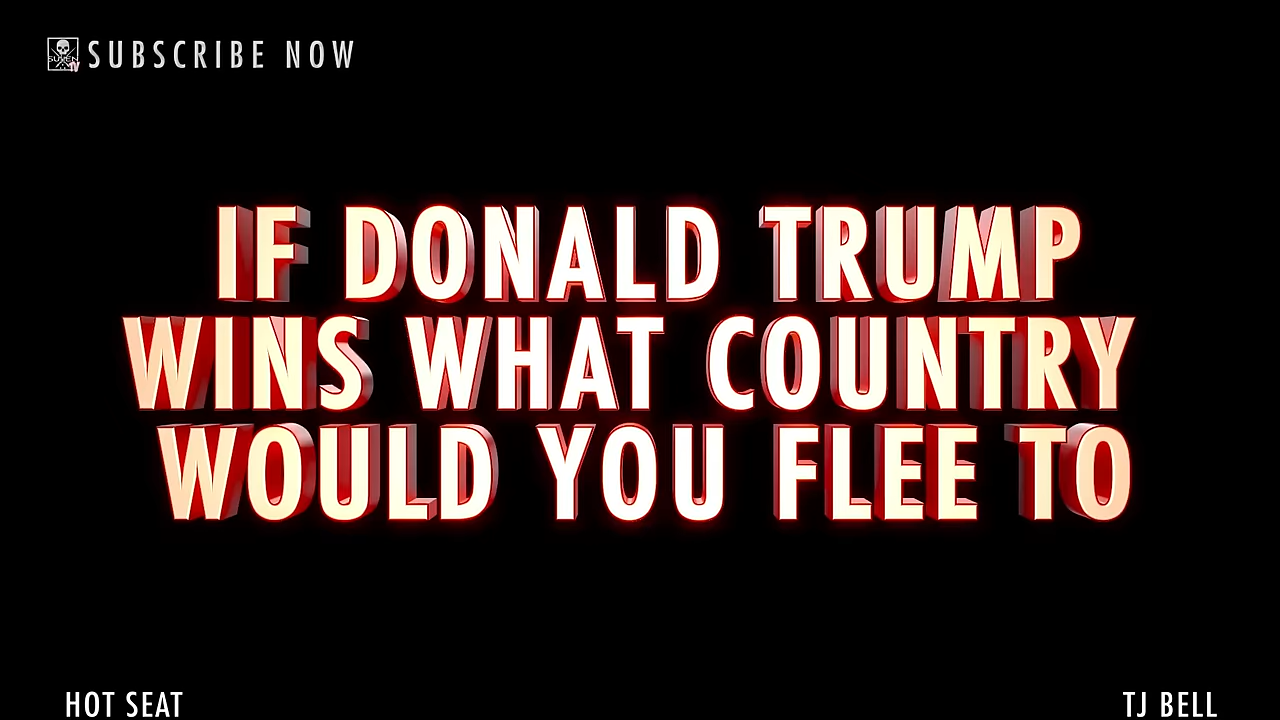 SUBSCRIBE NOW
IF DONALD TRUMP
WINS WHAT COUNTRY
WOULD YOU FLEE TO
HOT SEAT
TJ BELL